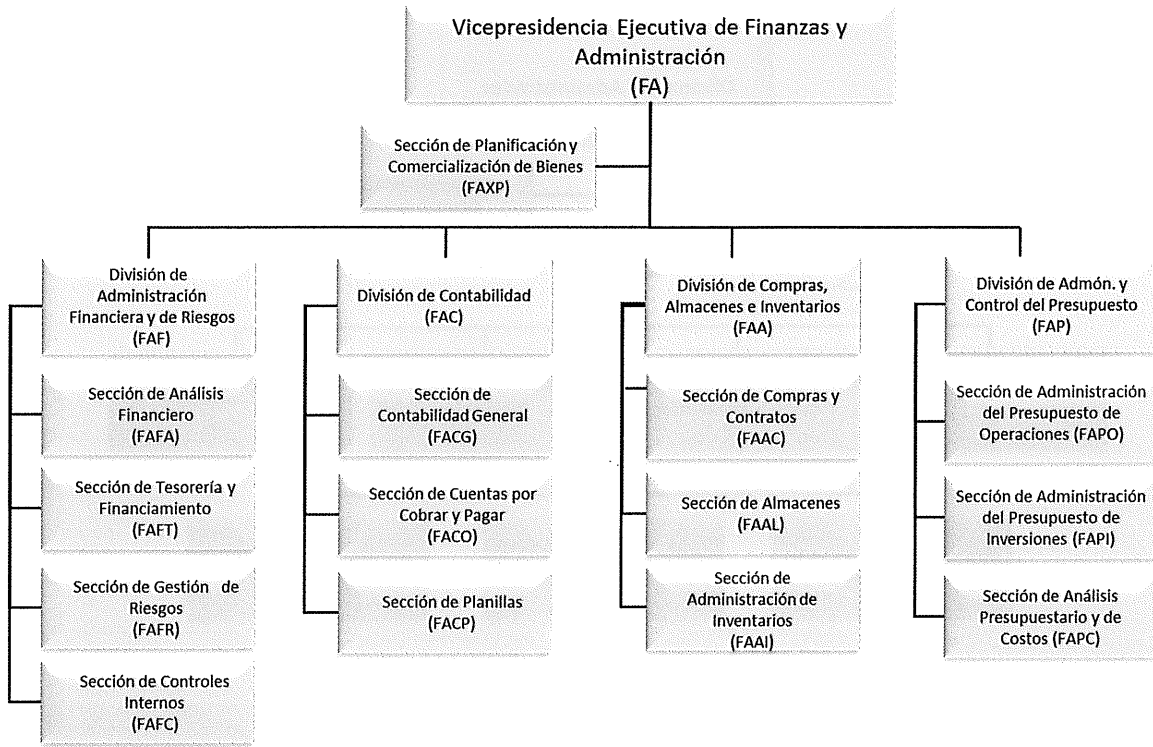 Vicepresidencia Ejecutiva de Finanzas y
Administración
(FA)
Sección de Planificación y
Comercialización de Bienes
(FAXP)
División de
Administración
Financiera y de Riesgos
(FAF)
Sección de Análisis
Financiero
(FAFA)
Sección de Tesorería y
Financiamiento
(FAFT)
Sección de Gestión de
Riesgos
(FAFR)
Sección de Controles
Internos
(FAFC)
División de Contabilidad
(FAC)
Sección de
Contabilidad General
(FACG)
Sección de Cuentas por
Cobrar y Pagar
(FACO)
Sección de Planillas
(FACP)
División de Compras,
Almacenes e Inventarios
(FAA)
Sección de Compras y
Contratos
(FAAC)
Sección de Almacenes
(FAAL)
Sección de
Administración de
Inventarios
(FAAI)
División de Admón. y
Control del Presupuesto
(FAP)
Sección de Administración
del Presupuesto de
Operaciones (FAPO)
Sección de Administración
del Presupuesto de
Inversiones (FAPI)
Sección de Análisis
Presupuestario y de
Costos (FAPC)